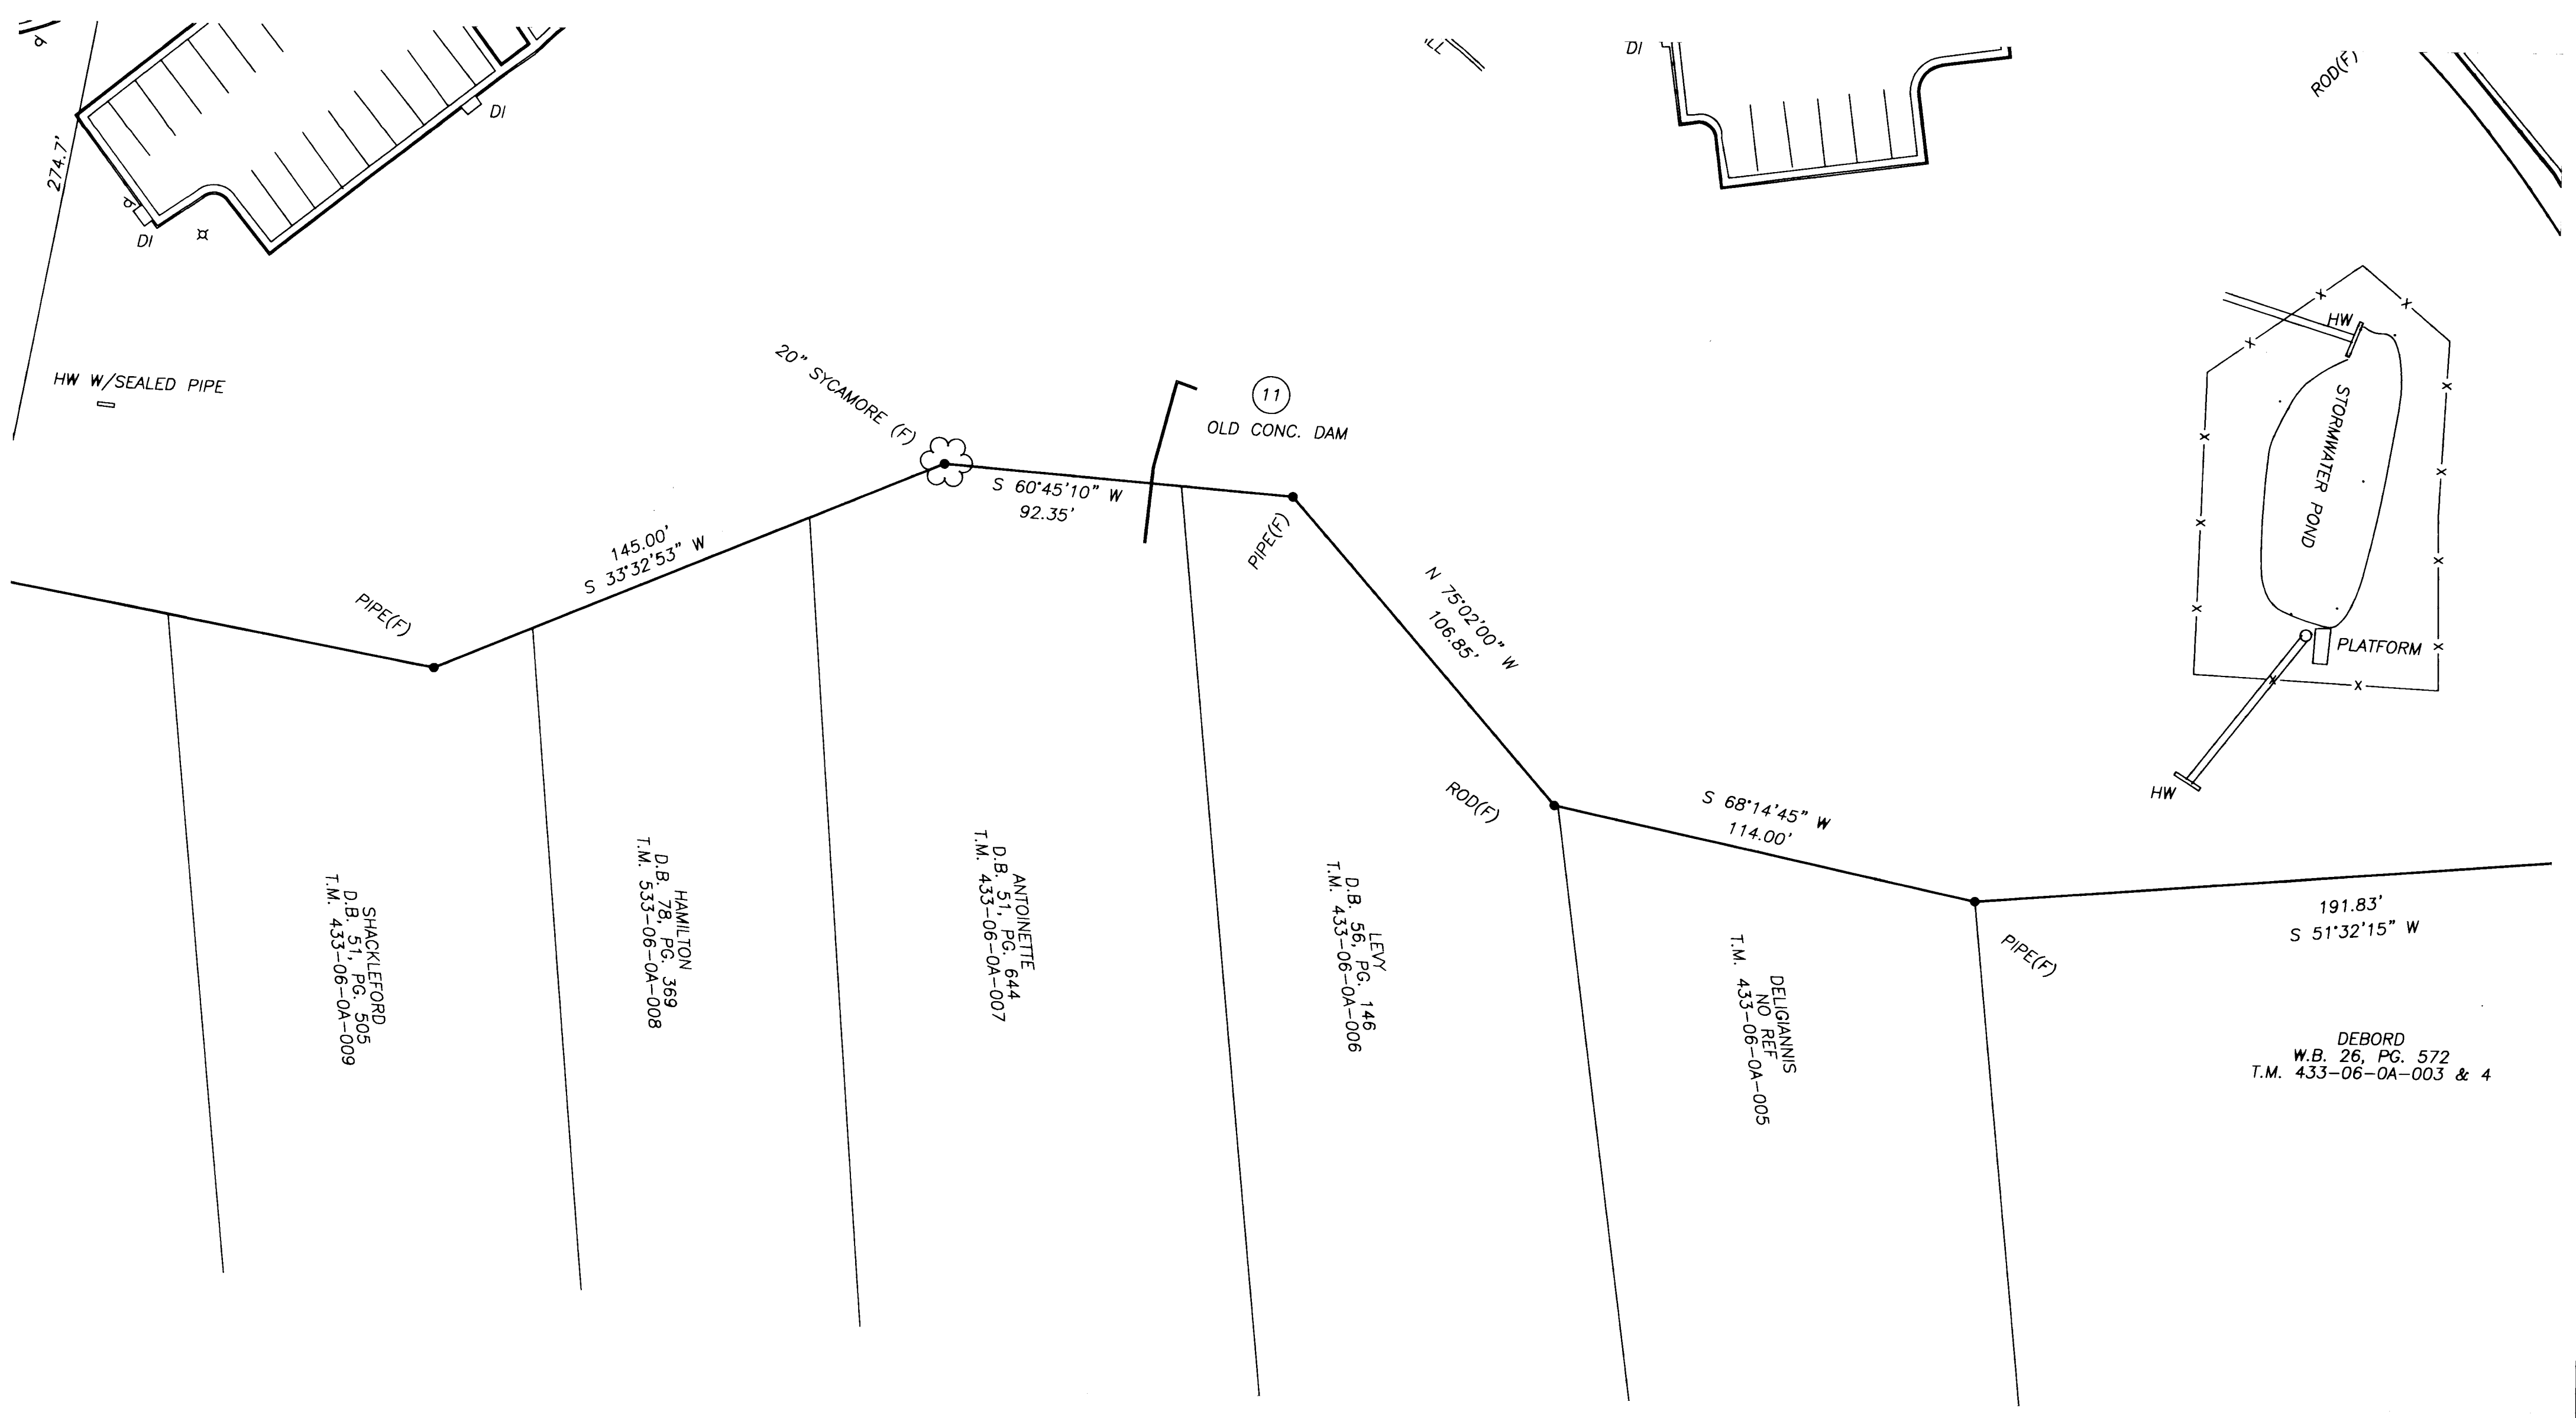 274.7'
DI
DI
DI
ROD(F)
HW W/SEALED PIPE
20" SYCAMORE (F)
11
OLD CONC. DAM
S 60°45'10" W
92.35'
PIPE(F)
145.00'
S 33°32'53" W
PIPE(F)
N 75°02'00" W
106.85'
ROD(F)
S 68°14'45" W
114.00'
PIPE(F)
191.83'
S 51°32'15" W
HW
STORMWATER POND
PLATFORM
HW
SHACKLEFORD
D.B. 51, PG. 505
T.M. 433-06-0A-009
HAMILTON
D.B. 78, PG. 369
T.M. 533-06-0A-008
ANTOINETTE
D.B. 51, PG. 644
T.M. 433-06-0A-007
LEVY
D.B. 56, PG. 146
T.M. 433-06-0A-006
DELIGIANNIS
NO REF
T.M. 433-06-0A-005
DEBORD
W.B. 26, PG. 572
T.M. 433-06-0A-003 & 4